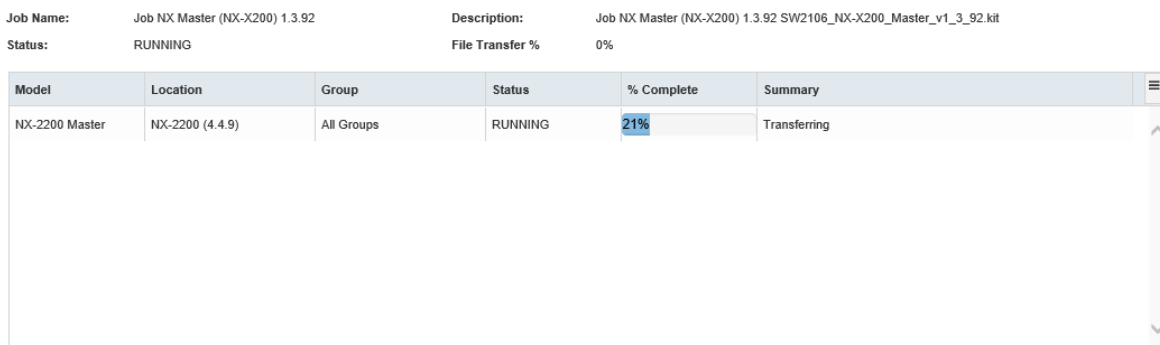 Job Name: Job NX Master (NX-X200) 1.3.92 Description: Job NX Master (NX-X200) 1.3.92 SW2106_NX-X200_Master_v1_3_92.kit
Status: RUNNING File Transfer % 0%
Model Location Group Status % Complete Summary
NX-2200 Master NX-2200 (4.4.9) All Groups RUNNING 21% Transferring